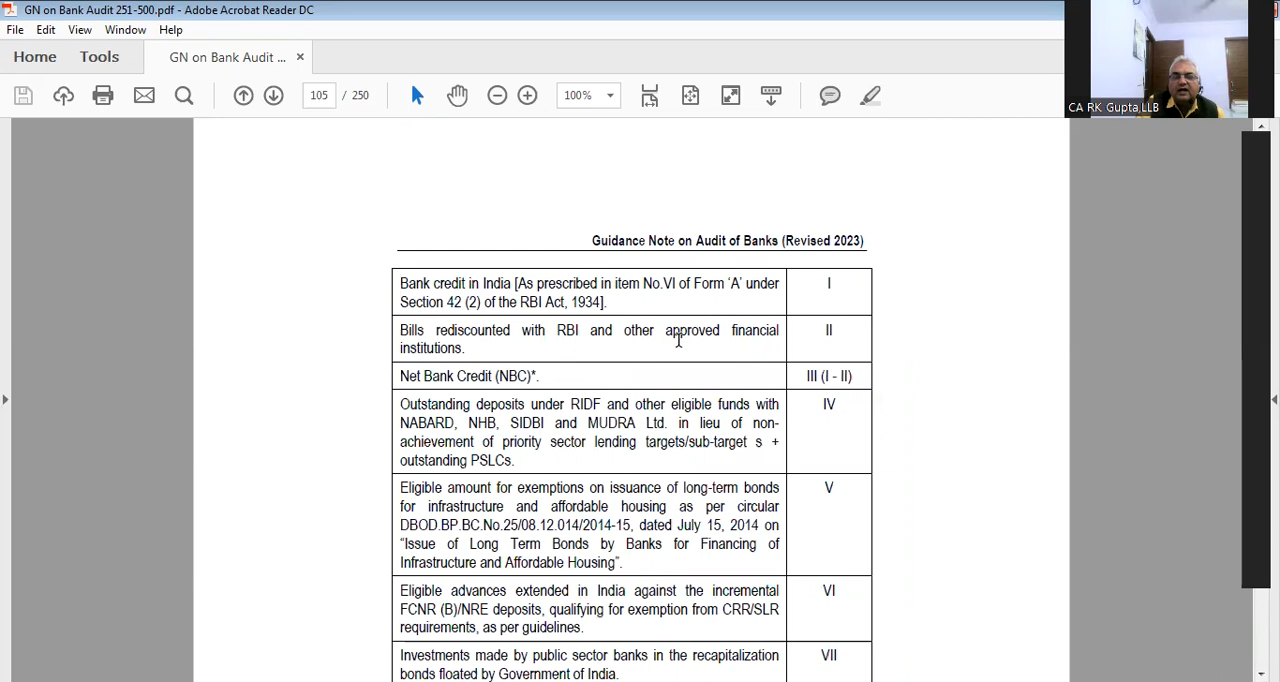 GN on Bank Audit 251-500.pdf - Adobe Acrobat Reader DC
File Edit View Window Help
Home Tools GN on Bank Audit ... ×
105 / 250 100%
CA RK Gupta,LLB
Guidance Note on Audit of Banks (Revised 2023)
Bank credit in India [As prescribed in item No.VI of Form ‘A’ under I
Section 42 (2) of the RBI Act, 1934].
Bills rediscounted with RBI and other approved financial II
institutions.
Net Bank Credit (NBC)*. III (I - II)
Outstanding deposits under RIDF and other eligible funds with IV
NABARD, NHB, SIDBI and MUDRA Ltd. in lieu of non-
achievement of priority sector lending targets/sub-target s +
outstanding PSLCs.
Eligible amount for exemptions on issuance of long-term bonds V
for infrastructure and affordable housing as per circular
DBOD.BP.BC.No.25/08.12.014/2014-15, dated July 15, 2014 on
“Issue of Long Term Bonds by Banks for Financing of
Infrastructure and Affordable Housing”.
Eligible advances extended in India against the incremental VI
FCNR (B)/NRE deposits, qualifying for exemption from CRR/SLR
requirements, as per guidelines.
Investments made by public sector banks in the recapitalization VII
bonds floated by Government of India.